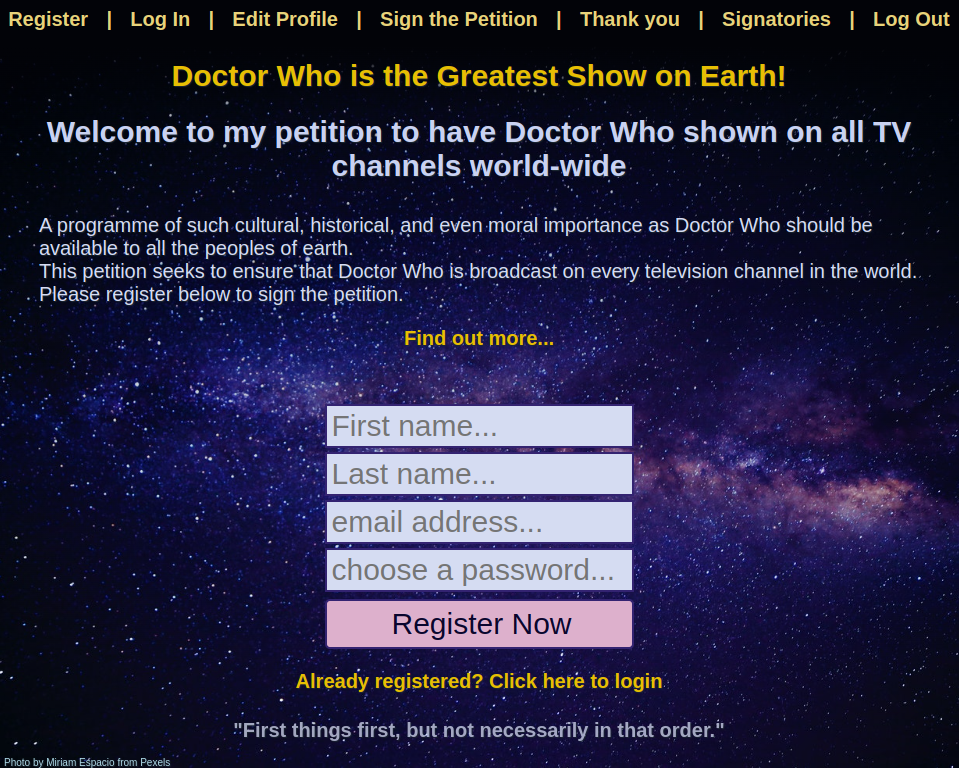 Register | Log In | Edit Profile | Sign the Petition | Thank you | Signatories | Log Out
Doctor Who is the Greatest Show on Earth!
Welcome to my petition to have Doctor Who shown on all TV
channels world-wide
A programme of such cultural, historical, and even moral importance as Doctor Who should be
available to all the peoples of earth.
This petition seeks to ensure that Doctor Who is broadcast on every television channel in the world.
Please register below to sign the petition.
Find out more...
First name...
Last name...
email address...
choose a password...
Register Now
Already registered? Click here to login
"First things first, but not necessarily in that order."
Photo by Miriam Espacio from Pexels